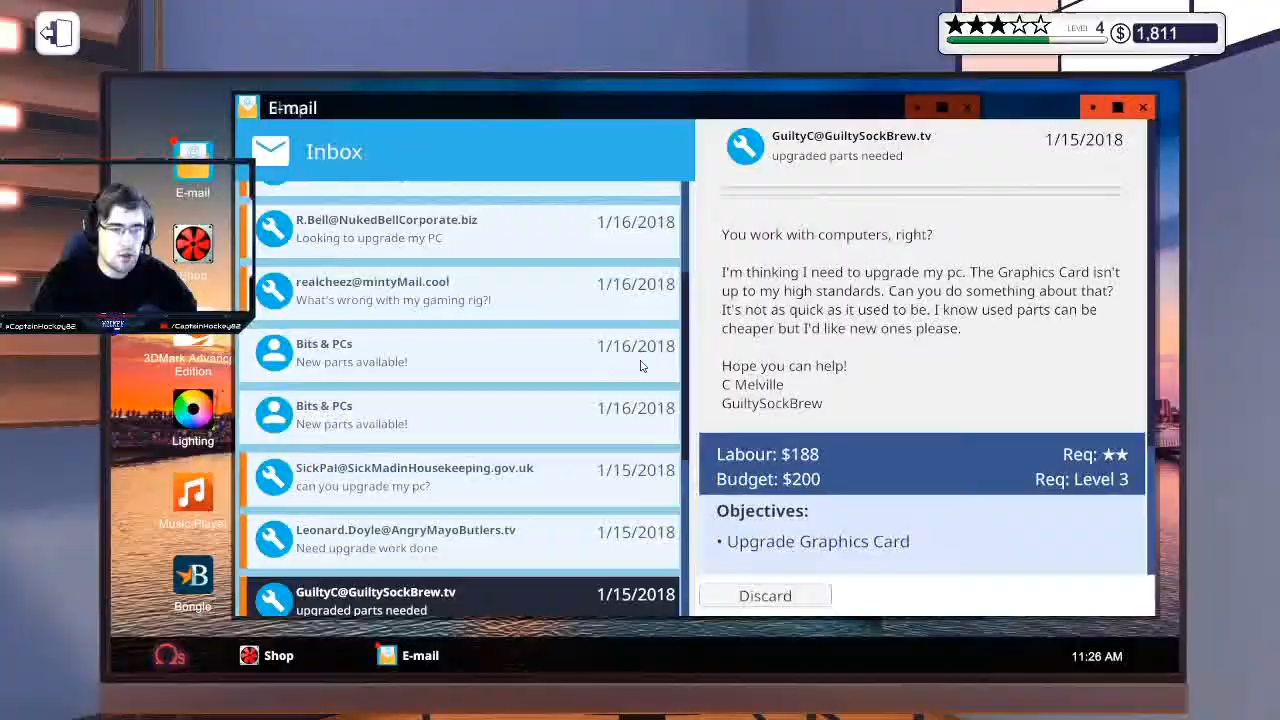 LEVEL 4 $ 1,811
E-mail
Inbox
R.Bell@NukedBellCorporate.biz 1/16/2018
Looking to upgrade my PC
realcheez@mintyMail.cool 1/16/2018
What's wrong with my gaming rig?!
Bits & PCs 1/16/2018
New parts available!
Bits & PCs 1/16/2018
New parts available!
SickPal@SickMadinHousekeeping.gov.uk 1/15/2018
can you upgrade my pc?
Leonard.Doyle@AngryMayoButlers.tv 1/15/2018
Need upgrade work done
GuiltyC@GuiltySockBrew.tv 1/15/2018
upgraded parts needed
GuiltyC@GuiltySockBrew.tv 1/15/2018
upgraded parts needed
You work with computers, right?
I'm thinking I need to upgrade my pc. The Graphics Card isn't
up to my high standards. Can you do something about that?
It's not as quick as it used to be. I know used parts can be
cheaper but I'd like new ones please.
Hope you can help!
C Melville
GuiltySockBrew
Labour: $188 Req: ★★
Budget: $200 Req: Level 3
Objectives:
• Upgrade Graphics Card
Discard
E-mail
Shop
3DMark Advanc
Edition
Lighting
Music Player
B
Bongle
/CaptainHockey82
Shop
E-mail
11:26 AM